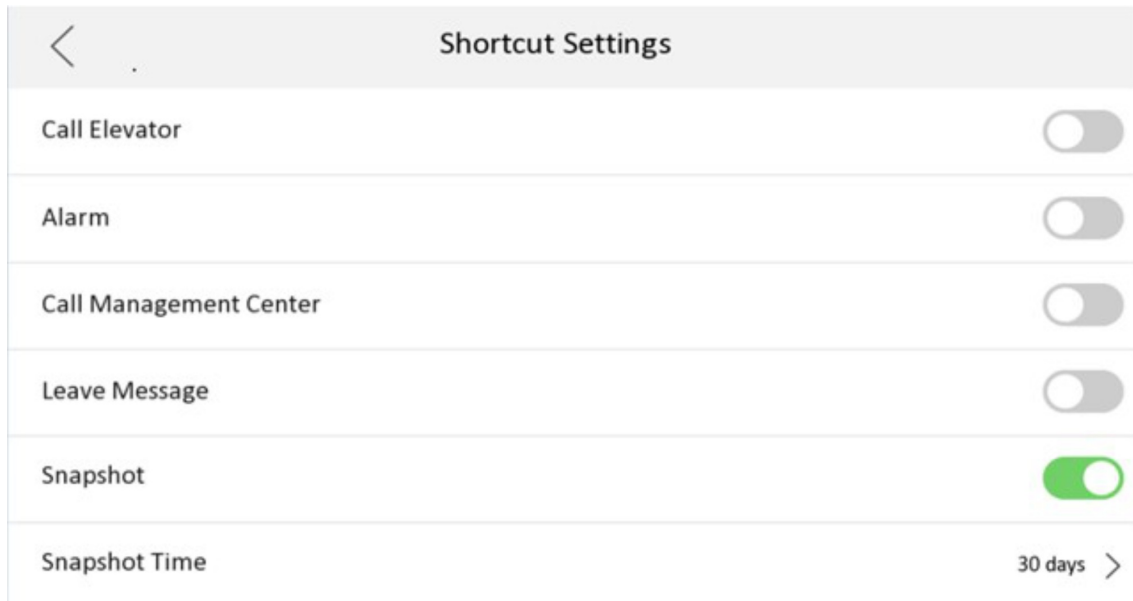 Shortcut Settings
Call Elevator
Alarm
Call Management Center
Leave Message
Snapshot
Snapshot Time 30 days